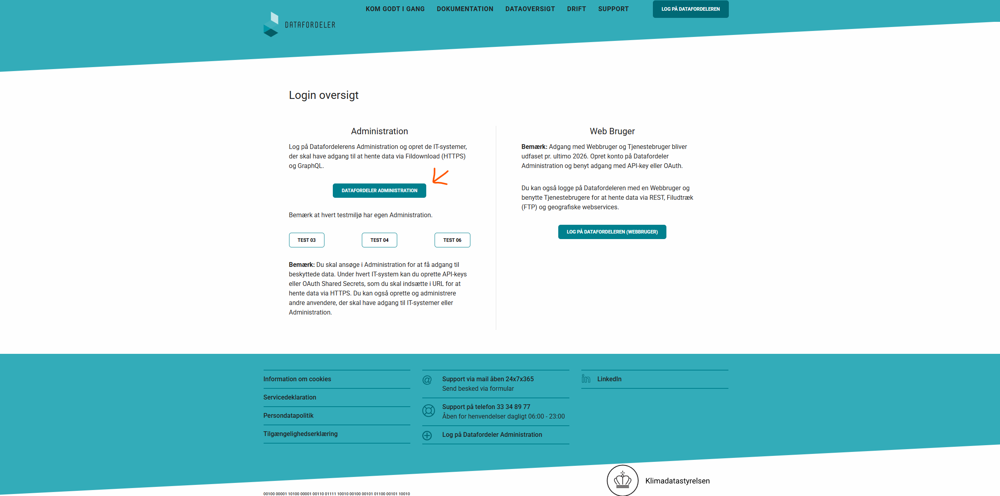 KOM GODT I GANG DOKUMENTATION DATAOVERSIGT DRIFT SUPPORT LOG PÅ DATAFORDELEREN
DATAFORDELER
Login oversigt
Administration
Log på Datafordelerens Administration og opret de IT-systemer,
der skal have adgang til at hente data via Fildownload (HTTPS)
og GraphQL.
DATAFORDELER ADMINISTRATION
Bemærk at hvert testmiljø har egen Administration.
TEST 03 TEST 04 TEST 06
Bemærk: Du skal ansøge i Administration for at få adgang til
beskyttede data. Under hvert IT-system kan du oprette API-keys
eller OAuth Shared Secrets, som du skal indsætte i URL for at
hente data via HTTPS. Du kan også oprette og administrere
andre anvendere, der skal have adgang til IT-systemer eller
Administration.
Web Bruger
Bemærk: Adgang med Webbruger og Tjenestebruger bliver
udfaset pr. ultimo 2026. Opret konto på Datafordeler
Administration og benyt adgang med API-key eller OAuth.
Du kan også logge på Datafordeleren med en Webbruger og
benytte Tjenestebrugere for at hente data via REST, Filudtræk
(FTP) og geografiske webservices.
LOG PÅ DATAFORDELEREN (WEBBRUGER)
Information om cookies
Servicedeklaration
Persondatapolitik
Tilgængelighedserklæring
Support via mail åben 24x7x365
Send besked via formular
Support på telefon 33 34 89 77
Åben for henvendelser dagligt 06:00 - 23:00
Log på Datafordeler Administration
in LinkedIn
Klimadatastyrelsen
00100 00001 10100 00001 00110 01111 10010 00100 00101 01100 00101 10010